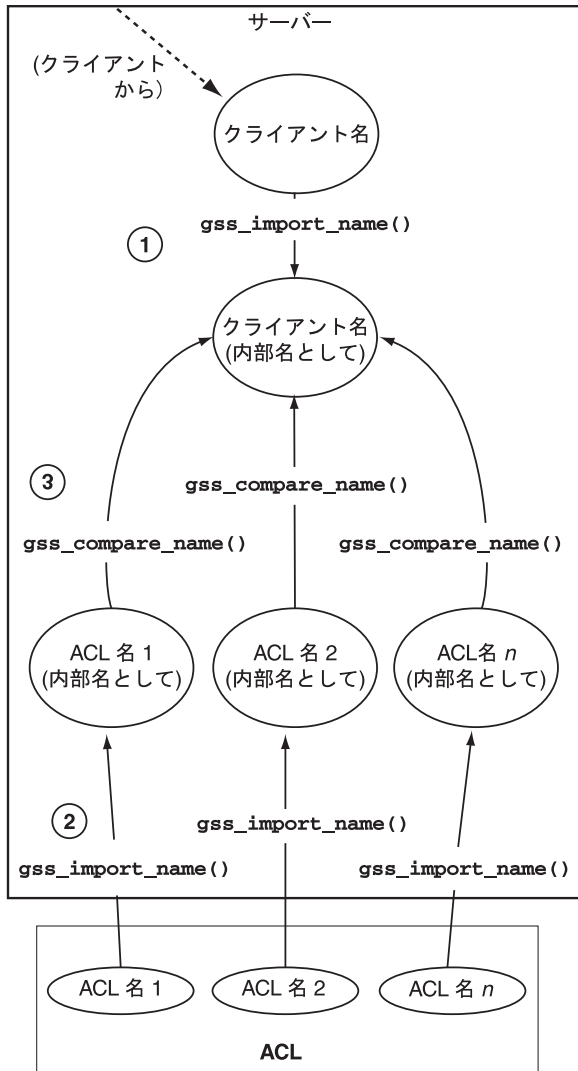 サーバー
(クライアント
から)
クライアント名
gss_import_name()
①
クライアント名
(内部名として)
③
gss_compare_name()
gss_compare_name()
gss_compare_name()
ACL 名 1
(内部名として)
ACL 名 2
(内部名として)
ACL名 n
(内部名として)
②
gss_import_name()
gss_import_name()
gss_import_name()
ACL 名 1
ACL 名 2
ACL 名 n
ACL